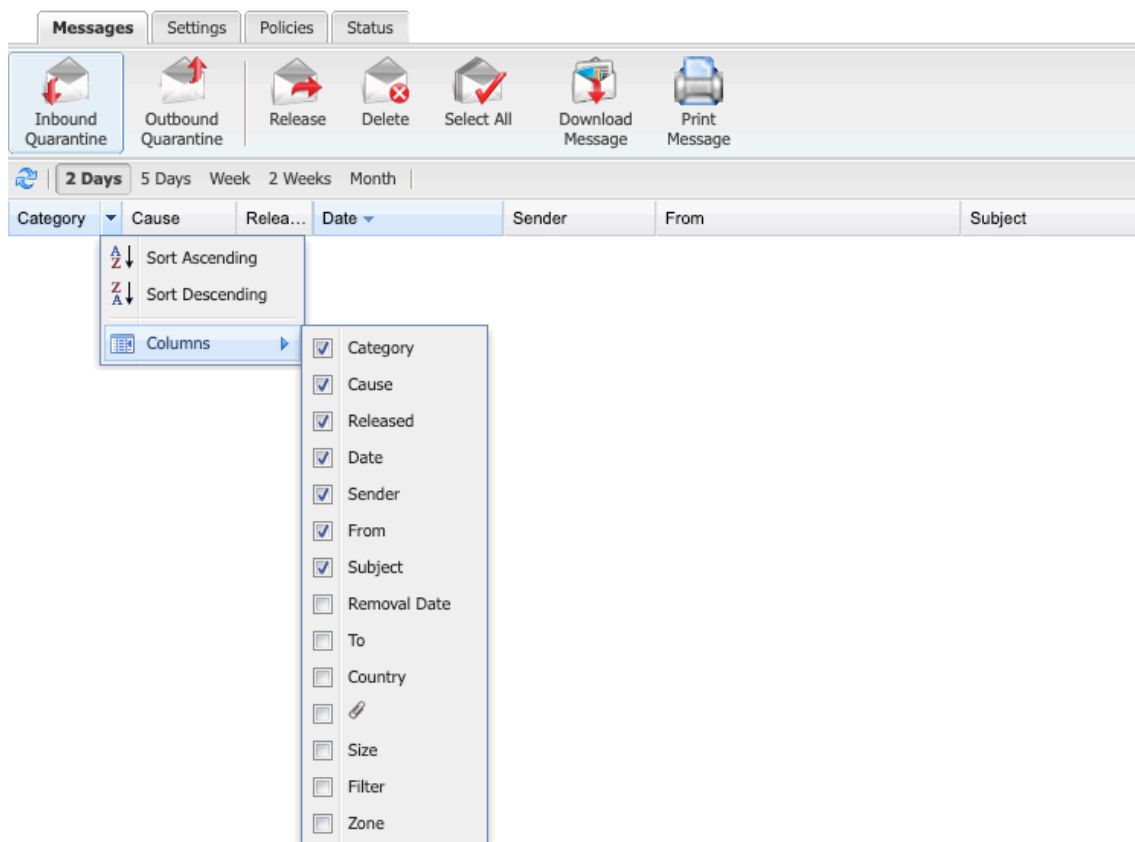 Messages Settings Policies Status
Inbound Quarantine
Outbound Quarantine
Release
Delete
Select All
Download Message
Print Message
2 Days 5 Days Week 2 Weeks Month
Category Cause Relea... Date Sender From Subject
Sort Ascending
Sort Descending
Columns
Category
Cause
Released
Date
Sender
From
Subject
Removal Date
To
Country
Size
Filter
Zone